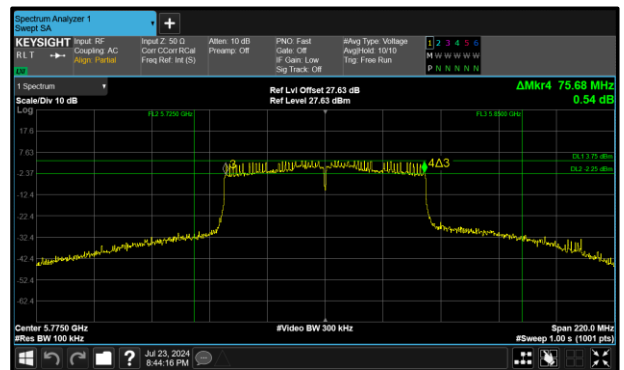 Spectrum Analyzer 1
Swept SA
+
KEYSIGHT
R L T
Input: RF
Coupling: AC
Align: Partial
Input Z: 50 Ω
Corr CCorr RCal
Freq Ref: Int (S)
Atten: 10 dB
Preamp: Off
PNO: Fast
Gate: Off
IF Gain: Low
Sig Track: Off
#Avg Type: Voltage
Avg|Hold: 10/10
Trig: Free Run
1 2 3 4 5 6
M W W W W W
P N N N N N
1 Spectrum
Scale/Div 10 dB
Log
Ref Lvl Offset 27.63 dB
Ref Level 27.63 dBm
ΔMkr4 75.68 MHz
0.54 dB
FL2 5.7250 GHz
FL3 5.8500 GHz
17.6
7.63
-2.37
-12.4
-22.4
-32.4
-42.4
-52.4
-62.4
3
4Δ3
DL1 3.75 dBm
DL2 -2.25 dBm
Center 5.7750 GHz
#Res BW 100 kHz
#Video BW 300 kHz
Span 220.0 MHz
#Sweep 1.00 s (1001 pts)
?
Jul 23, 2024
8:44:16 PM